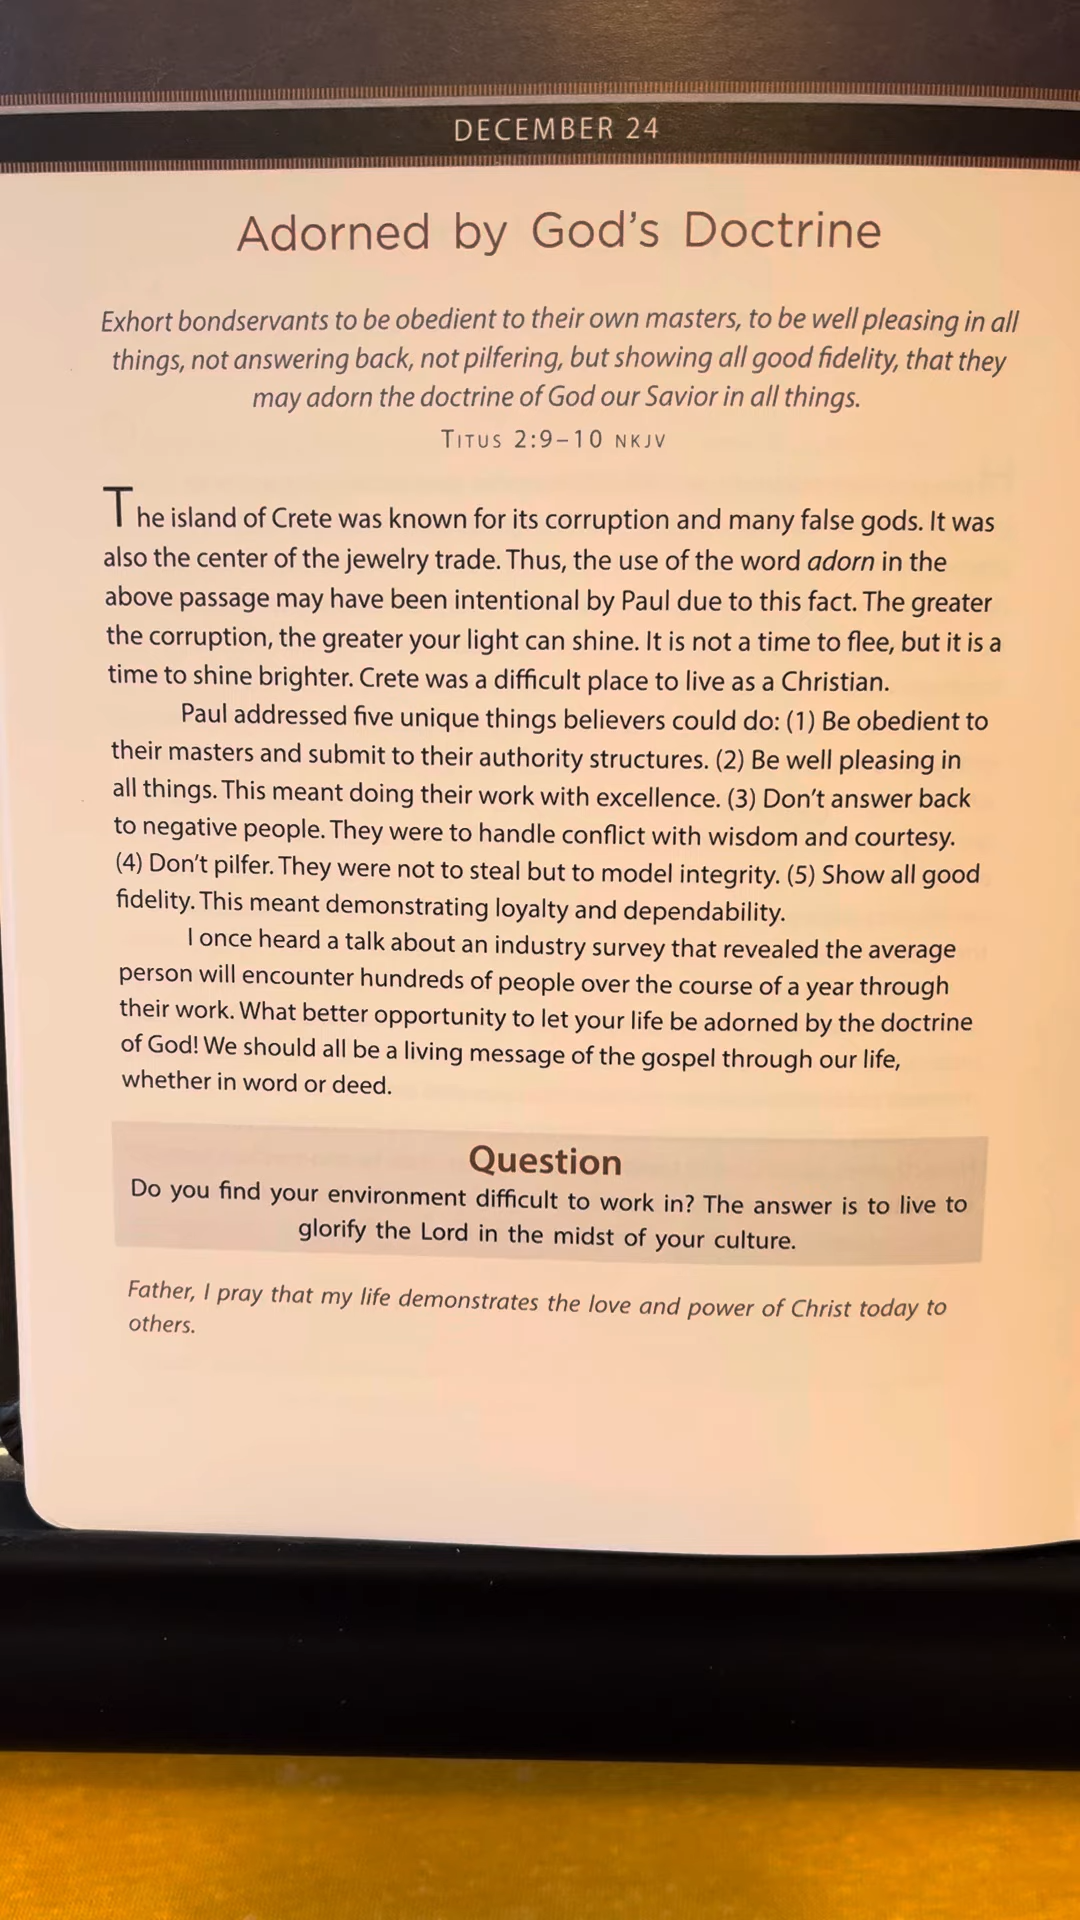 DECEMBER 24
Adorned by God's Doctrine
Exhort bondservants to be obedient to their own masters, to be well pleasing in all
things, not answering back, not pilfering, but showing all good fidelity, that they
may adorn the doctrine of God our Savior in all things.
TITUS 2:9–10 NKJV
The island of Crete was known for its corruption and many false gods. It was
also the center of the jewelry trade. Thus, the use of the word adorn in the
above passage may have been intentional by Paul due to this fact. The greater
the corruption, the greater your light can shine. It is not a time to flee, but it is a
time to shine brighter. Crete was a difficult place to live as a Christian.
Paul addressed five unique things believers could do: (1) Be obedient to
their masters and submit to their authority structures. (2) Be well pleasing in
all things. This meant doing their work with excellence. (3) Don't answer back
to negative people. They were to handle conflict with wisdom and courtesy.
(4) Don't pilfer. They were not to steal but to model integrity. (5) Show all good
fidelity. This meant demonstrating loyalty and dependability.
I once heard a talk about an industry survey that revealed the average
person will encounter hundreds of people over the course of a year through
their work. What better opportunity to let your life be adorned by the doctrine
of God! We should all be a living message of the gospel through our life,
whether in word or deed.
Question
Do you find your environment difficult to work in? The answer is to live to
glorify the Lord in the midst of your culture.
Father, I pray that my life demonstrates the love and power of Christ today to
others.